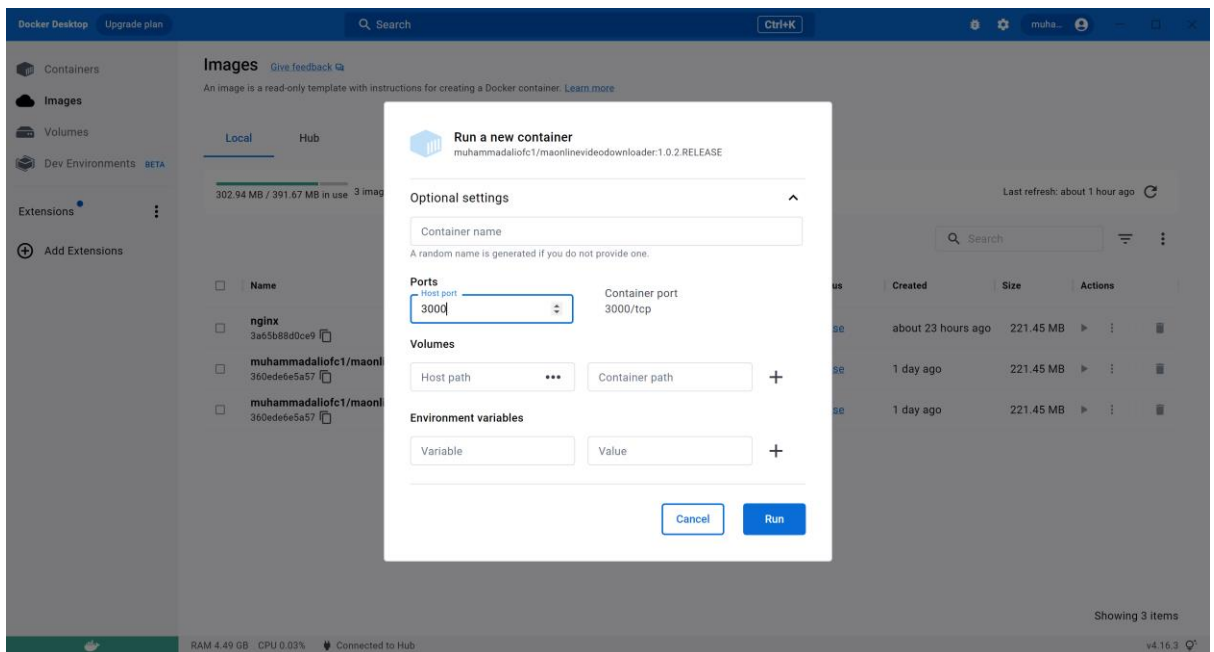 Docker Desktop Upgrade plan Search Ctrl+K muha...
Containers
Images
Volumes
Dev Environments BETA
Extensions
Add Extensions
Images Give feedback
An image is a read-only template with instructions for creating a Docker container. Learn more
Local Hub
302.94 MB / 391.67 MB in use 3 imag
Last refresh: about 1 hour ago
Search
Name us Created Size Actions
nginx
3a65b88d0ce9
se about 23 hours ago 221.45 MB
muhammadaliofc1/maonli
360ede6e5a57
se 1 day ago 221.45 MB
muhammadaliofc1/maonli
360ede6e5a57
se 1 day ago 221.45 MB
Run a new container
muhammadaliofc1/maonlinevideodownloader:1.0.2.RELEASE
Optional settings
Container name
A random name is generated if you do not provide one.
Ports
Host port
3000
Container port
3000/tcp
Volumes
Host path ••• Container path
Environment variables
Variable Value
Cancel Run
Showing 3 items
RAM 4.49 GB CPU 0.03% Connected to Hub v4.16.3